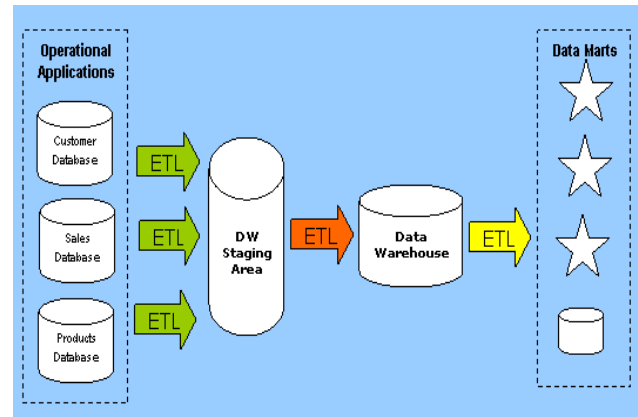 Operational
Applications
Customer
Database
Sales
Database
Products
Database
ETL
ETL
ETL
DW
Staging
Area
ETL
Data
Warehouse
ETL
Data Marts